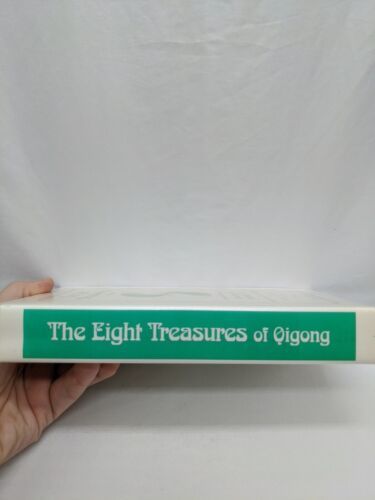 The Eight Treasures of Qigong